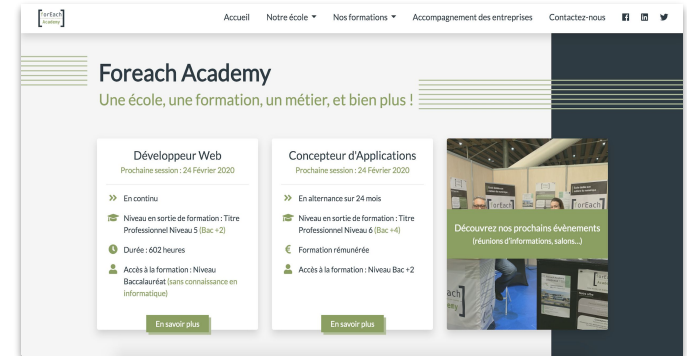 ForEach
Academy
Accueil Notre école Nos formations Accompagnement des entreprises Contactez-nous
Foreach Academy
Une école, une formation, un métier, et bien plus !
Développeur Web
Prochaine session : 24 Février 2020
En continu
Niveau en sortie de formation : Titre
Professionnel Niveau 5 (Bac +2)
Durée : 602 heures
Accès à la formation : Niveau
Baccalauréat (sans connaissance en
informatique)
En savoir plus
Concepteur d'Applications
Prochaine session : 24 Février 2020
En alternance sur 24 mois
Niveau en sortie de formation : Titre
Professionnel Niveau 6 (Bac +4)
Formation rémunérée
Accès à la formation : Niveau Bac +2
En savoir plus
ForEach
ForEach
Découvrez nos prochains évènements
(réunions d'informations, salons...)